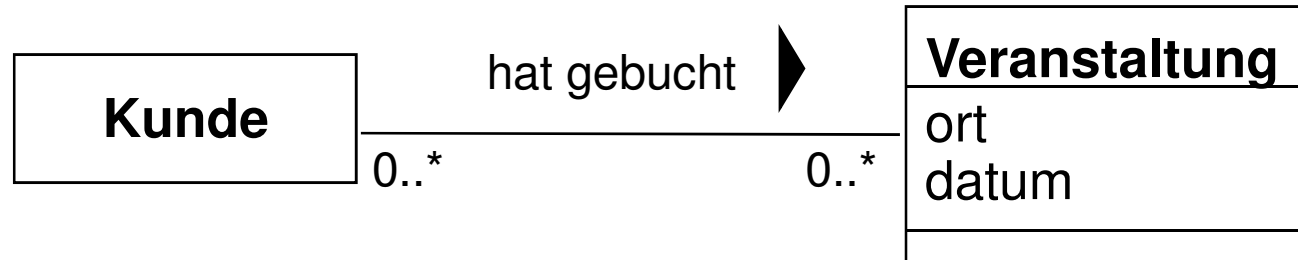 Kunde
hat gebucht
0..*
0..*
Veranstaltung
ort
datum